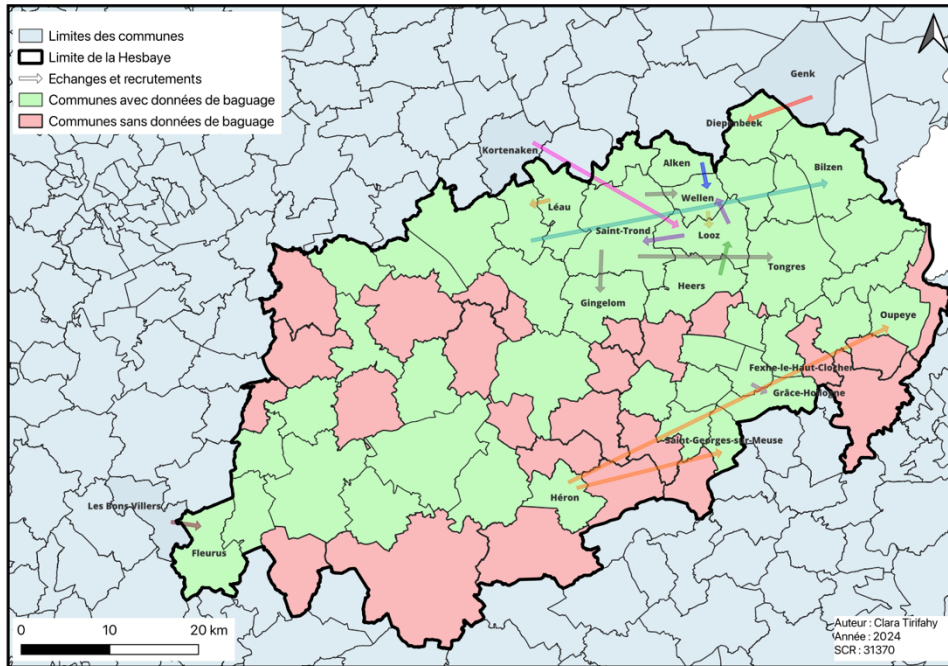 Limites des communes
Limite de la Hesbaye
Echanges et recrutements
Communes avec données de baguage
Communes sans données de baguage
Genk
Diepenbeek
Kortenaken
Alken
Bilzen
Wellen
Léau
Saint-Trond
Looz
Tongres
Heers
Gingelom
Oupeye
Fexhe-le-Haut-Clocher
Grâce-Hollogne
Saint-Georges-sur-Meuse
Héron
Les Bons Villers
Fleurus
0 10 20 km
Auteur : Clara Tirifahy
Année : 2024
SCR : 31370